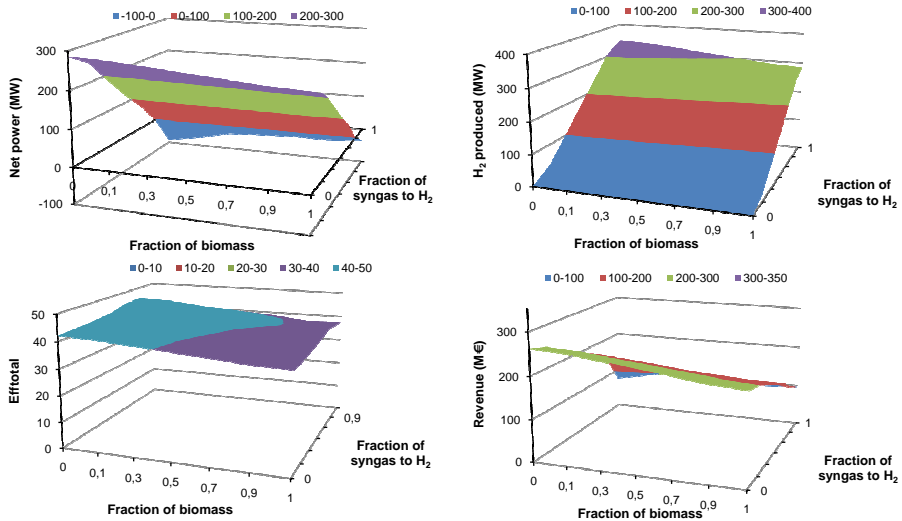 -100-0 0-100 100-200 200-300
300
200
100
0
-100
Net power (MW)
0 0,1 0,3 0,5 0,7 0,9 1
0
1
Fraction of biomass
Fraction of
syngas to H₂
0-100 100-200 200-300 300-400
400
300
200
100
0
H₂ produced (MW)
0 0,1 0,3 0,5 0,7 0,9 1
0
1
Fraction of biomass
Fraction of
syngas to H₂
0-10 10-20 20-30 30-40 40-50
50
40
30
20
10
0
Efftotal
0 0,1 0,3 0,5 0,7 0,9 1
0
0,9
Fraction of biomass
Fraction of
syngas to H₂
0-100 100-200 200-300 300-350
300
200
100
0
Revenue (M€)
0 0,1 0,3 0,5 0,7 0,9 1
0
1
Fraction of biomass
Fraction of
syngas to H₂